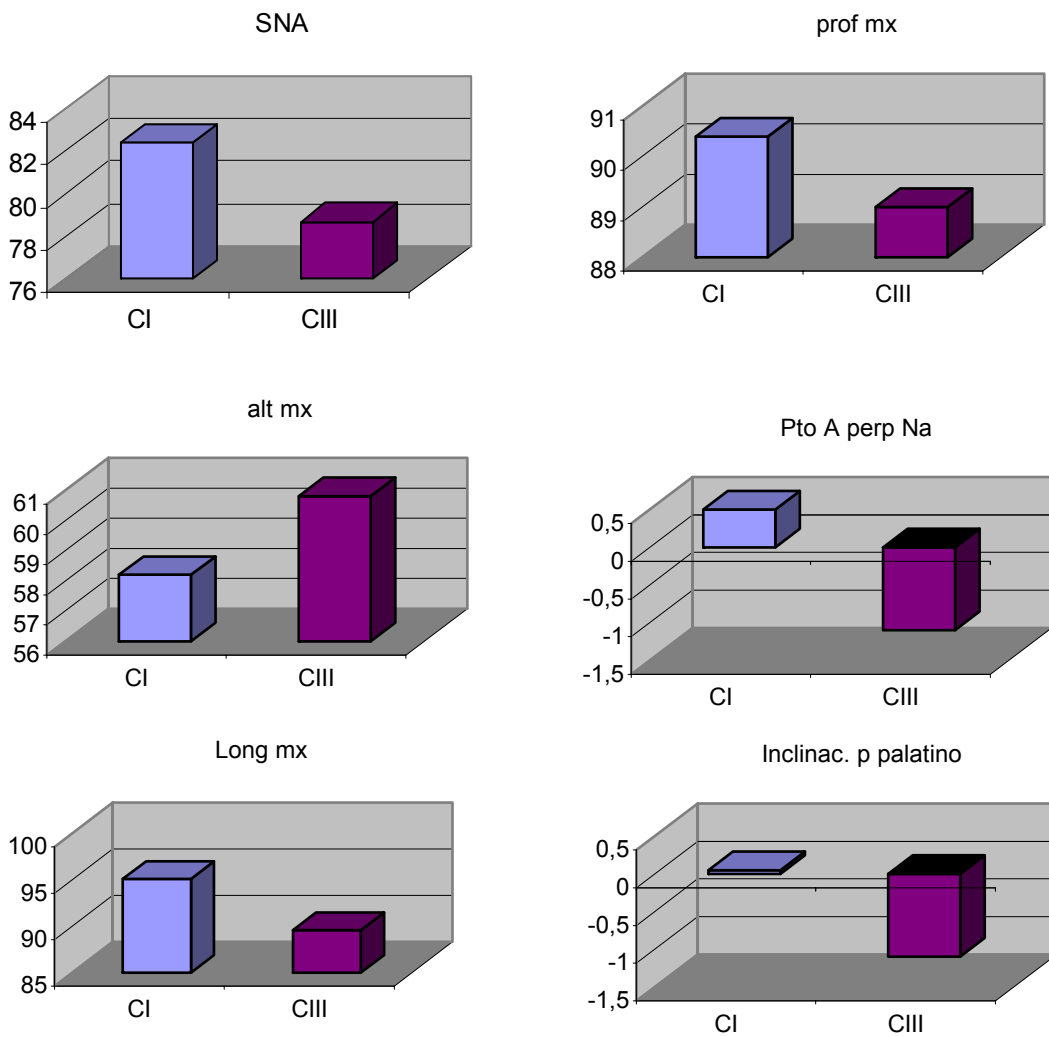 SNA
84
82
80
78
76
CI CIII
prof mx
91
90
89
88
CI CIII
alt mx
61
60
59
58
57
56
CI CIII
Pto A perp Na
0,5
0
-0,5
-1
-1,5
CI CIII
Long mx
100
95
90
85
CI CIII
Inclinac. p palatino
0,5
0
-0,5
-1
-1,5
CI CIII